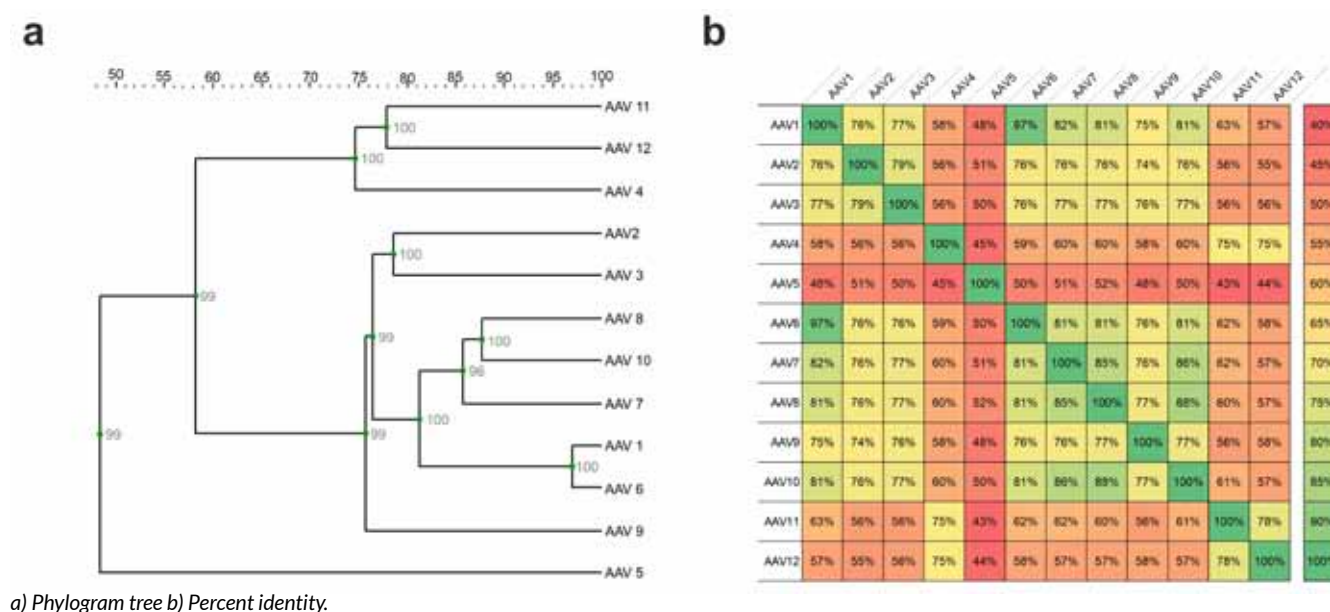 a
50 55 60 65 70 75 80 85 90 95 100
AAV 11
100
AAV 12
100
AAV 4
AAV2
100
AAV 3
99
99
AAV 8
100
AAV 10
96
AAV 7
100
AAV 1
99
99
100
AAV 6
AAV 9
AAV 5
a) Phylogram tree b) Percent identity.
b
AAV1 AAV2 AAV3 AAV4 AAV5 AAV6 AAV7 AAV8 AAV9 AAV10 AAV11 AAV12
AAV1 100% 76% 77% 58% 48% 97% 82% 81% 75% 81% 63% 57% 40%
AAV2 76% 100% 79% 56% 51% 76% 76% 76% 74% 76% 56% 55% 45%
AAV3 77% 79% 100% 56% 50% 76% 77% 77% 76% 77% 56% 56% 50%
AAV4 58% 56% 56% 100% 45% 59% 60% 60% 58% 60% 75% 75% 55%
AAV5 48% 51% 50% 45% 100% 50% 51% 52% 48% 50% 43% 44% 60%
AAV6 97% 76% 76% 59% 50% 100% 81% 81% 76% 81% 62% 58% 65%
AAV7 82% 76% 77% 60% 51% 81% 100% 85% 76% 86% 62% 57% 70%
AAV8 81% 76% 77% 60% 52% 81% 85% 100% 77% 88% 60% 57% 75%
AAV9 75% 74% 76% 58% 48% 76% 76% 77% 100% 77% 56% 58% 80%
AAV10 81% 76% 77% 60% 50% 81% 86% 88% 77% 100% 61% 57% 85%
AAV11 63% 56% 56% 75% 43% 62% 62% 60% 56% 61% 100% 78% 90%
AAV12 57% 55% 56% 75% 44% 58% 57% 57% 58% 57% 78% 100% 100%